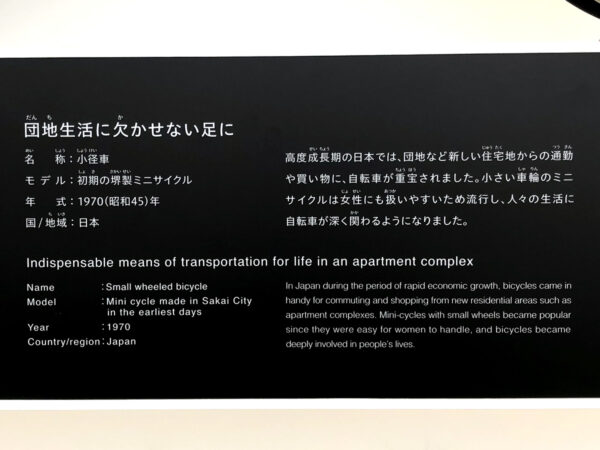 団地生活に欠かせない足に
名称：小径車
モデル：初期の堺製ミニサイクル
年式：1970(昭和45)年
国/地域：日本
高度成長期の日本では、団地など新しい住宅地からの通勤
や買い物に、自転車が重宝されました。小さい車輪のミニ
サイクルは女性にも扱いやすいため流行し、人々の生活に
自転車が深く関わるようになりました。
Indispensable means of transportation for life in an apartment complex
Name :Small wheeled bicycle
Model :Mini cycle made in Sakai City
in the earliest days
Year :1970
Country/region:Japan
In Japan during the period of rapid economic growth, bicycles came in
handy for commuting and shopping from new residential areas such as
apartment complexes. Mini-cycles with small wheels became popular
since they were easy for women to handle, and bicycles became
deeply involved in people's lives.